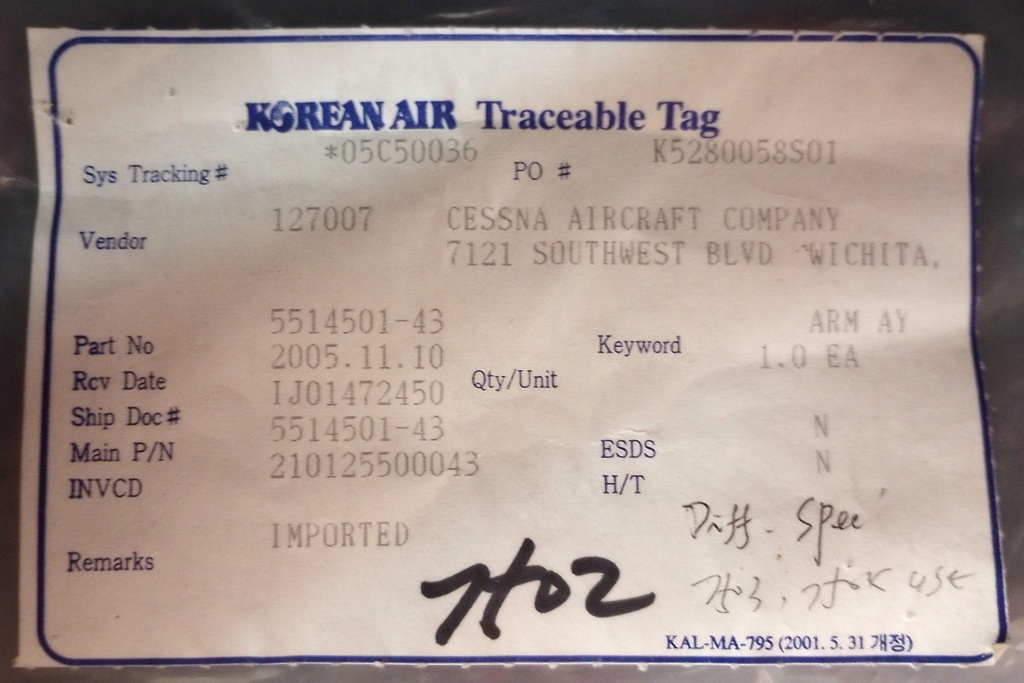 KOREAN AIR Traceable Tag
Sys Tracking # *05C50036 PO # K5280058S01
Vendor 127007 CESSNA AIRCRAFT COMPANY
7121 SOUTHWEST BLVD WICHITA,
Part No 5514501-43 Keyword ARM AY
Rcv Date 2005.11.10 Qty/Unit 1.0 EA
Ship Doc# IJ01472450
Main P/N 5514501-43 ESDS N
INVCD 210125500043 H/T N
Remarks IMPORTED
Diff. Spec
use
KAL-MA-795 (2001. 5. 31 개정)